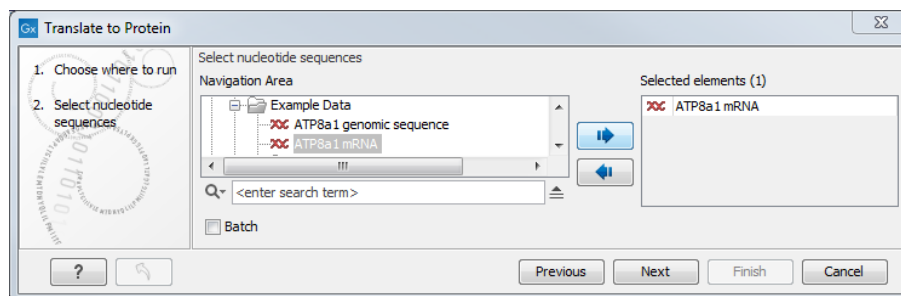 Gx Translate to Protein
1. Choose where to run
2. Select nucleotide
sequences
Select nucleotide sequences
Navigation Area
Example Data
ATP8a1 genomic sequence
ATP8a1 mRNA
<enter search term>
Batch
Selected elements (1)
ATP8a1 mRNA
?
Previous
Next
Finish
Cancel